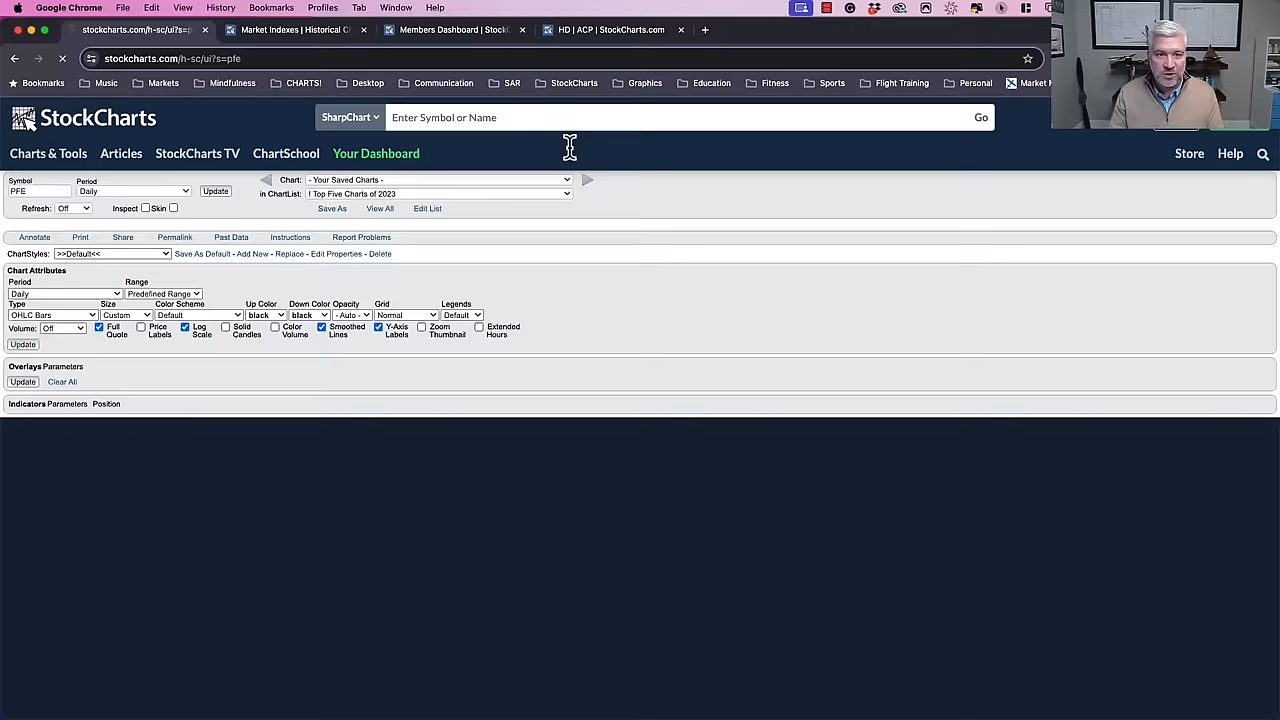 Google Chrome File Edit View History Bookmarks Profiles Tab Window Help
stockcharts.com/h-sc/ui?s=p Market Indexes | Historical C Members Dashboard | StockC HD | ACP | StockCharts.com
stockcharts.com/h-sc/ui?s=pfe
Bookmarks Music Markets Mindfulness CHARTS! Desktop Communication SAR StockCharts Graphics Education Fitness Sports Flight Training Personal Market M
StockCharts SharpChart Enter Symbol or Name Go
Charts & Tools Articles StockCharts TV ChartSchool Your Dashboard Store Help
Symbol Period Chart: - Your Saved Charts -
PFE Daily Update in ChartList: ! Top Five Charts of 2023
Refresh: Off Inspect Skin Save As View All Edit List
Annotate Print Share Permalink Past Data Instructions Report Problems
ChartStyles: >>Default<< Save As Default - Add New - Replace - Edit Properties - Delete
Chart Attributes
Period Range
Daily Predefined Range
Type Size Color Scheme Up Color Down Color Opacity Grid Legends
OHLC Bars Custom Default black black - Auto - Normal Default
Volume: Off Full Quote Price Labels Log Scale Solid Candles Color Volume Smoothed Lines Y-Axis Labels Zoom Thumbnail Extended Hours
Update
Overlays Parameters
Update Clear All
Indicators Parameters Position